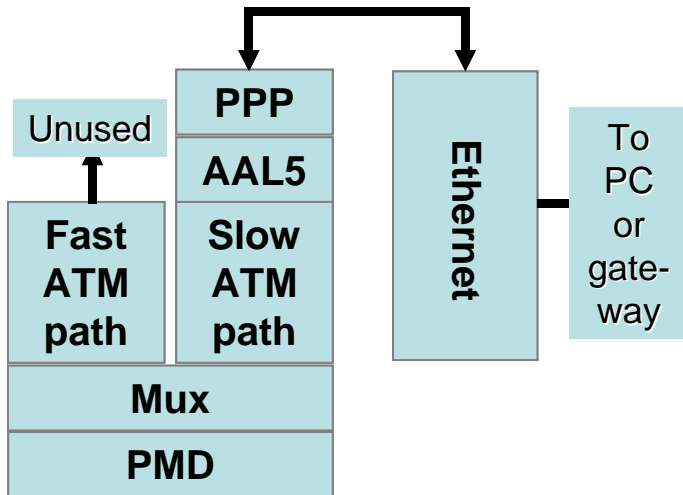 PPP
Unused
AAL5
Fast
ATM
path
Slow
ATM
path
Mux
PMD
Ethernet
To
PC
or
gate-
way